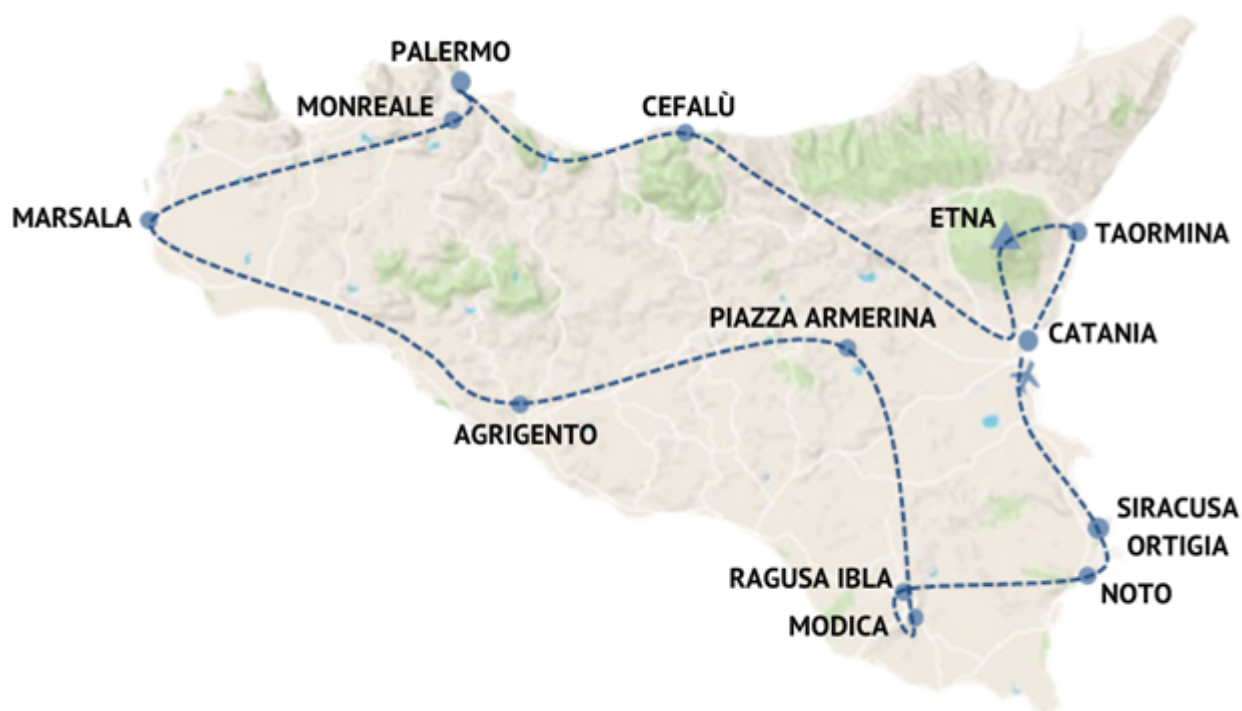 PALERMO
MONREALE
CEFALÙ
MARSALA
ETNA
TAORMINA
PIAZZA ARMERINA
CATANIA
AGRIGENTO
SIRACUSA
ORTIGIA
RAGUSA IBLA
NOTO
MODICA